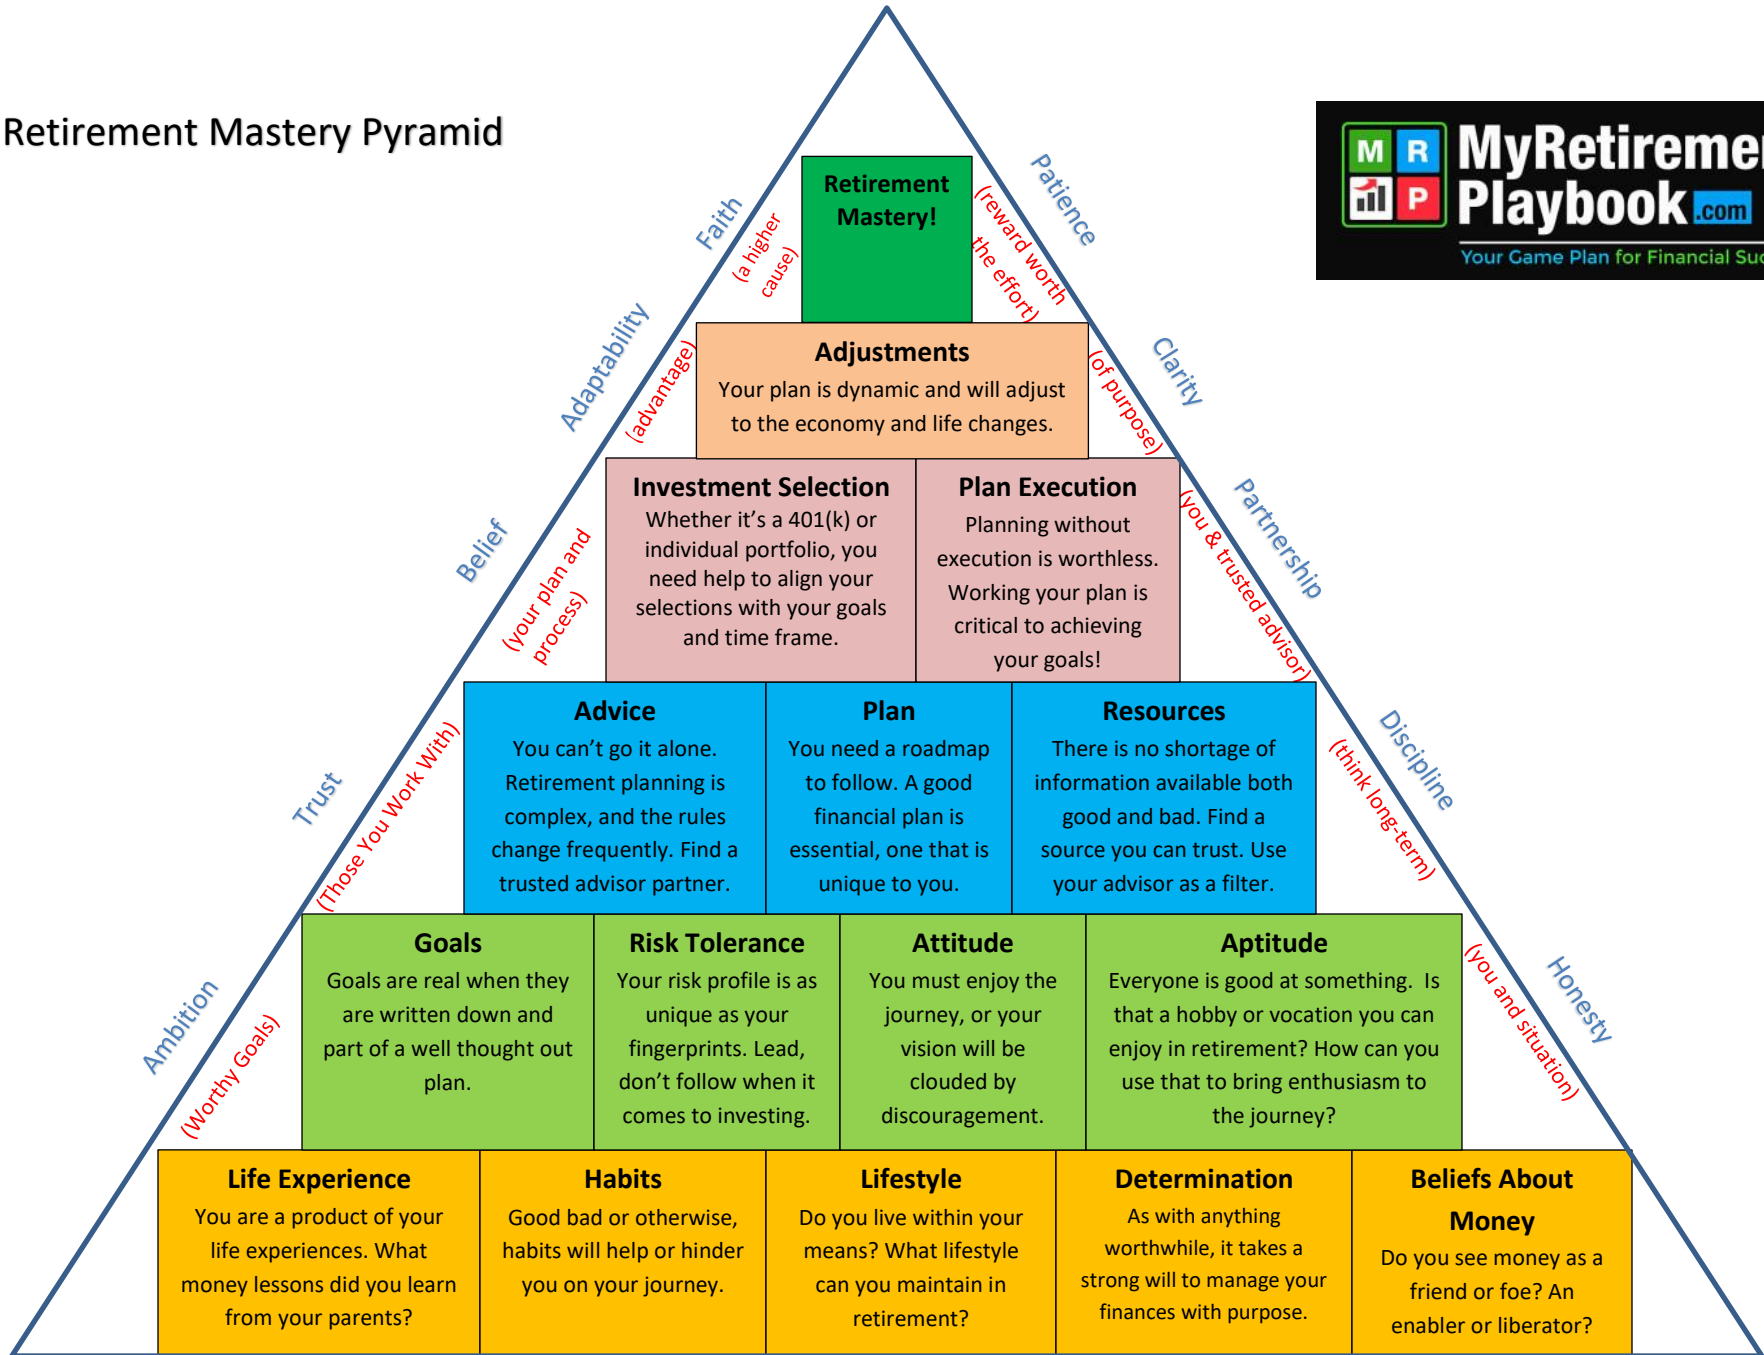 Retirement Mastery Pyramid
M R
P
MyRetiremen
Playbook.com
Your Game Plan for Financial Suc
Faith
(a higher
cause)
Retirement
Mastery!
Patience
(reward worth
the effort)
Adaptability
(advantage)
Adjustments
Your plan is dynamic and will adjust
to the economy and life changes.
Clarity
(of purpose)
Belief
(your plan and
process)
Investment Selection
Whether it’s a 401(k) or
individual portfolio, you
need help to align your
selections with your goals
and time frame.
Plan Execution
Planning without
execution is worthless.
Working your plan is
critical to achieving
your goals!
Partnership
(you & trusted advisor)
Trust
(Those You Work With)
Advice
You can’t go it alone.
Retirement planning is
complex, and the rules
change frequently. Find a
trusted advisor partner.
Plan
You need a roadmap
to follow. A good
financial plan is
essential, one that is
unique to you.
Resources
There is no shortage of
information available both
good and bad. Find a
source you can trust. Use
your advisor as a filter.
Discipline
(think long-term)
Ambition
(Worthy Goals)
Goals
Goals are real when they
are written down and
part of a well thought out
plan.
Risk Tolerance
Your risk profile is as
unique as your
fingerprints. Lead,
don’t follow when it
comes to investing.
Attitude
You must enjoy the
journey, or your
vision will be
clouded by
discouragement.
Aptitude
Everyone is good at something.  Is
that a hobby or vocation you can
enjoy in retirement? How can you
use that to bring enthusiasm to
the journey?
Honesty
(you and situation)
Life Experience
You are a product of your
life experiences. What
money lessons did you learn
from your parents?
Habits
Good bad or otherwise,
habits will help or hinder
you on your journey.
Lifestyle
Do you live within your
means? What lifestyle
can you maintain in
retirement?
Determination
As with anything
worthwhile, it takes a
strong will to manage your
finances with purpose.
Beliefs About
Money
Do you see money as a
friend or foe? An
enabler or liberator?